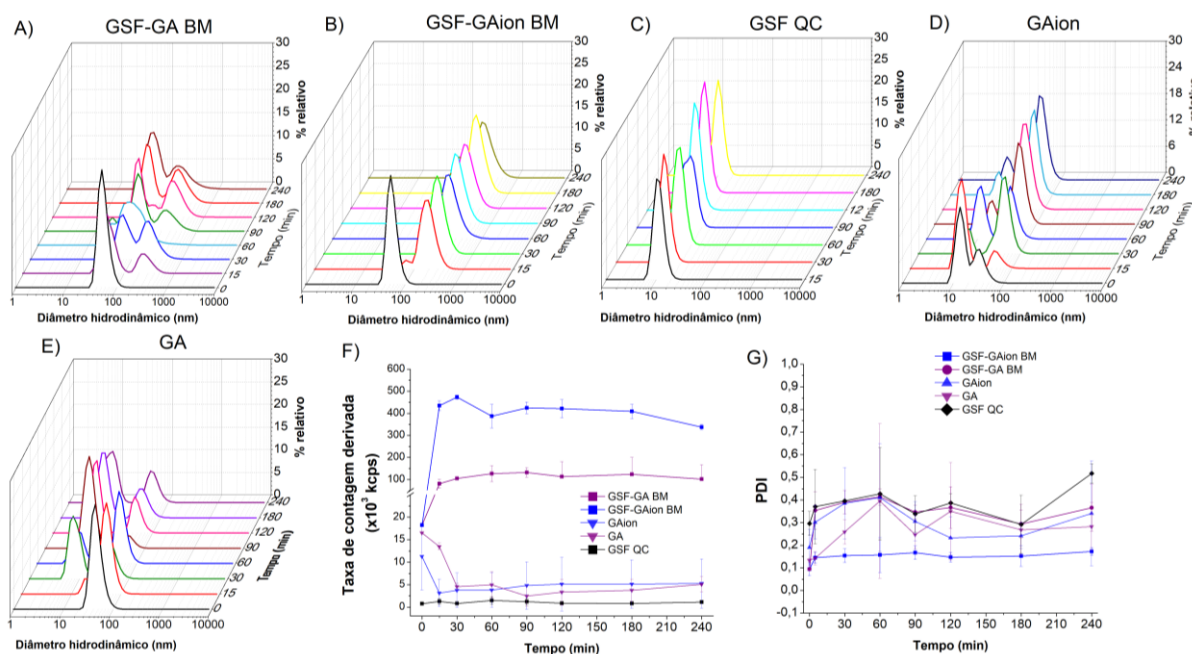 A) GSF-GA BM
30
25
20
15
10
5
0
% relativo
240
180
120
90
60
30
15
0
Tempo (min)
1 10 100 1000 10000
Diâmetro hidrodinâmico (nm)
B) GSF-GAion BM
30
25
20
15
10
5
0
% relativo
240
180
120
90
60
30
15
0
Tempo (min)
1 10 100 1000 10000
Diâmetro hidrodinâmico (nm)
C) GSF QC
30
25
20
15
10
5
0
% relativo
240
180
12
90
60
30
15
Tempo (min)
1 10 100 1000 10000
Diâmetro hidrodinâmico (nm)
D) GAion
30
24
18
12
6
0
% relativo
240
180
120
90
60
30
15
0
Tempo (min)
1 10 100 1000 10000
Diâmetro hidrodinâmico (nm)
E) GA
30
25
20
15
10
5
0
% relativo
240
180
120
90
60
30
15
0
Tempo (min)
1 10 100 1000 10000
Diâmetro hidrodinâmico (nm)
F)
Taxa de contagem derivada
(x10³ kcps)
600
500
400
300
200
100
20
15
10
5
0
GSF-GA BM
GSF-GAion BM
GAion
GA
GSF QC
0 30 60 90 120 150 180 210 240
Tempo (min)
G)
PDI
1,0
0,9
0,8
0,7
0,6
0,5
0,4
0,3
0,2
0,1
0,0
-0,1
GSF-GAion BM
GSF-GA BM
GAion
GA
GSF QC
0 30 60 90 120 150 180 210 240
Tempo (min)